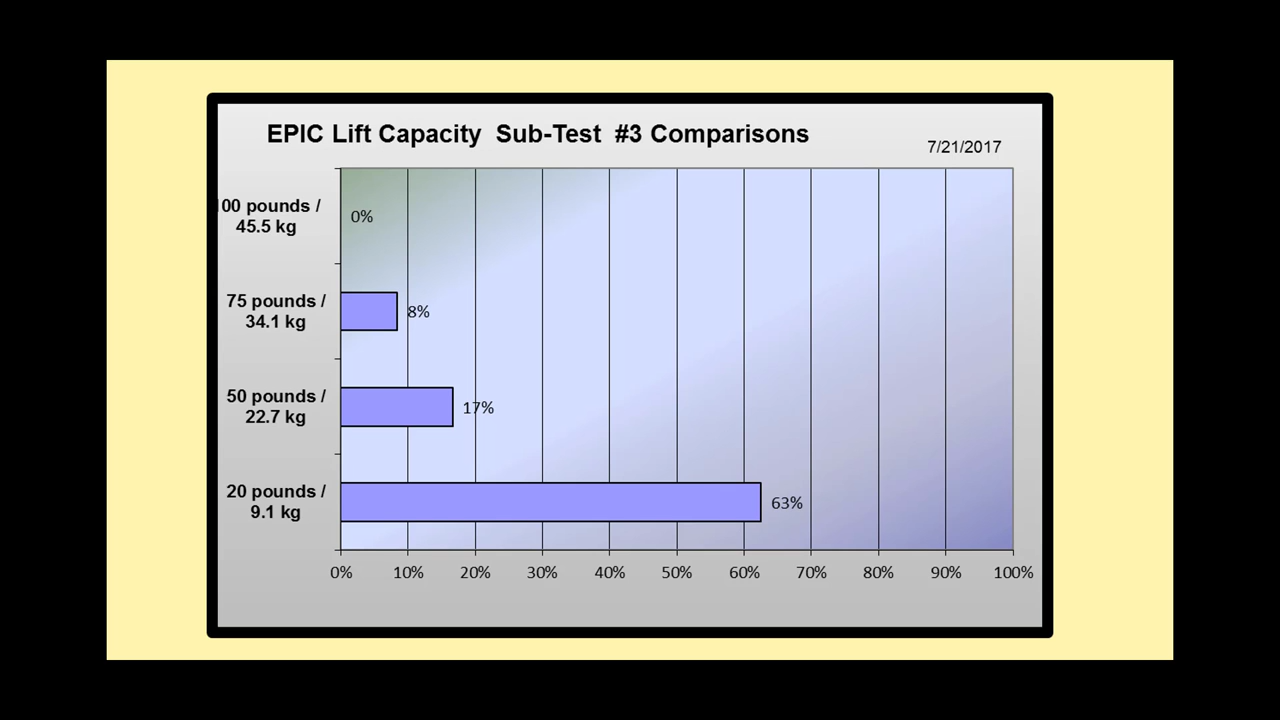 EPIC Lift Capacity Sub-Test #3 Comparisons
7/21/2017
00 pounds /
45.5 kg
0%
75 pounds /
34.1 kg
8%
50 pounds /
22.7 kg
17%
20 pounds /
9.1 kg
63%
0% 10% 20% 30% 40% 50% 60% 70% 80% 90% 100%